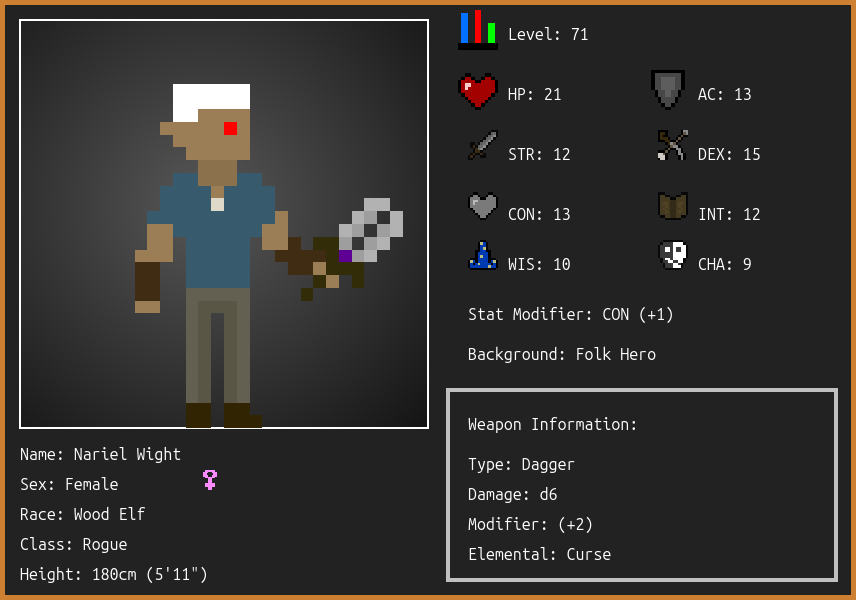 Level: 71
HP: 21
AC: 13
STR: 12
DEX: 15
CON: 13
INT: 12
WIS: 10
CHA: 9
Stat Modifier: CON (+1)
Background: Folk Hero
Weapon Information:
Type: Dagger
Damage: d6
Modifier: (+2)
Elemental: Curse
Name: Nariel Wight
Sex: Female
Race: Wood Elf
Class: Rogue
Height: 180cm (5'11")